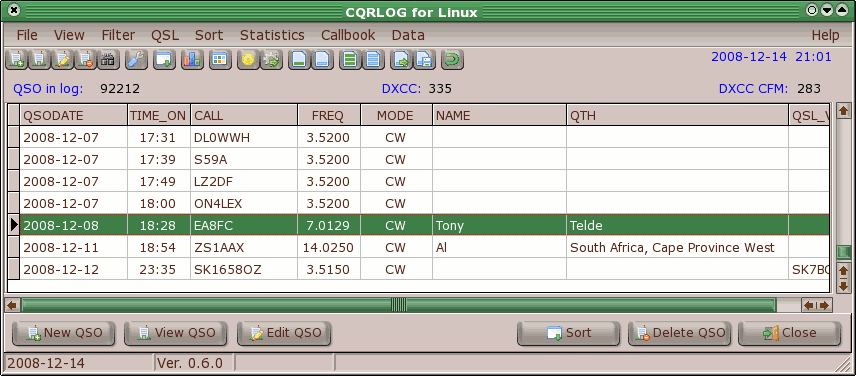 CQRLOG for Linux
File View Filter QSL Sort Statistics Callbook Data Help
2008-12-14 21:01
QSO in log: 92212 DXCC: 335 DXCC CFM: 283
QSODATE TIME_ON CALL FREQ MODE NAME QTH QSL_V
2008-12-07 17:31 DL0WWH 3.5200 CW
2008-12-07 17:39 S59A 3.5200 CW
2008-12-07 17:49 LZ2DF 3.5200 CW
2008-12-07 18:00 ON4LEX 3.5200 CW
2008-12-08 18:28 EA8FC 7.0129 CW Tony Telde
2008-12-11 18:54 ZS1AAX 14.0250 CW Al South Africa, Cape Province West
2008-12-12 23:35 SK1658OZ 3.5150 CW SK7BO
New QSO View QSO Edit QSO Sort Delete QSO Close
2008-12-14 Ver. 0.6.0